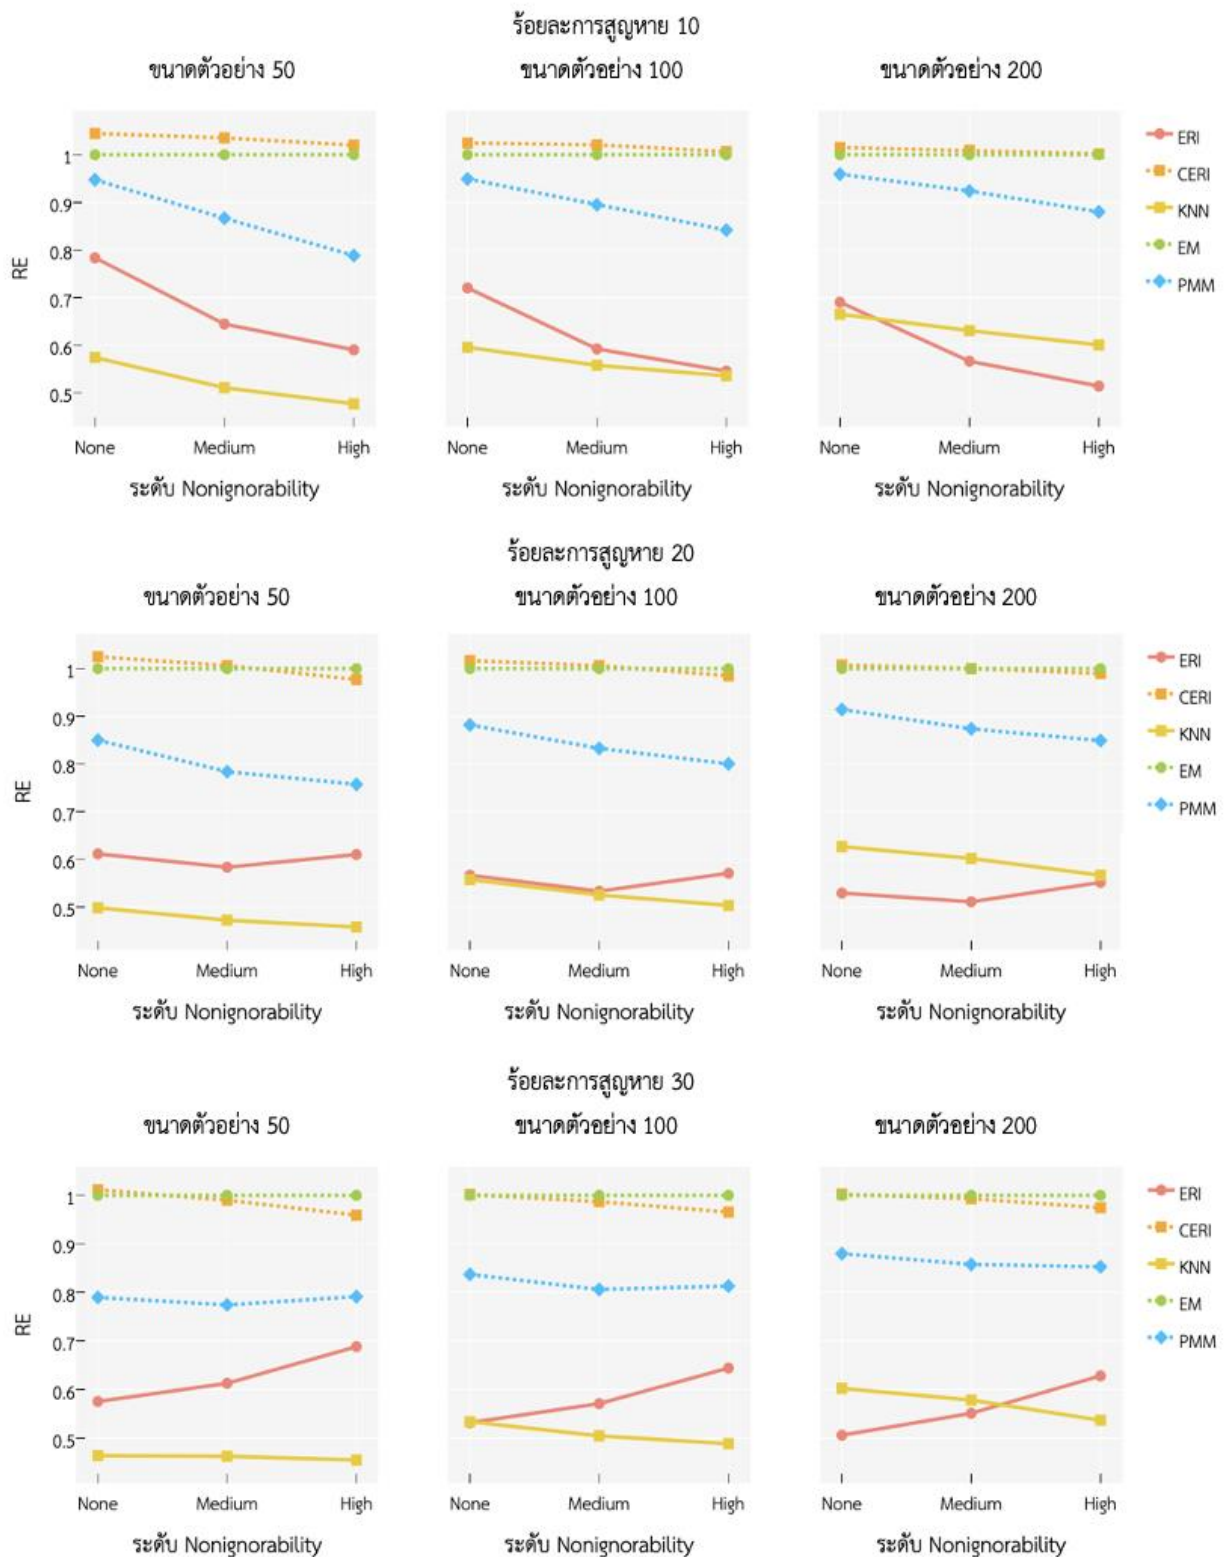 ร้อยละการสูญหาย 10
ขนาดตัวอย่าง 50 ขนาดตัวอย่าง 100 ขนาดตัวอย่าง 200
RE
1
0.9
0.8
0.7
0.6
0.5
None Medium High None Medium High None Medium High
ระดับ Nonignorability ระดับ Nonignorability ระดับ Nonignorability
ERI
CERI
KNN
EM
PMM
ร้อยละการสูญหาย 20
ขนาดตัวอย่าง 50 ขนาดตัวอย่าง 100 ขนาดตัวอย่าง 200
RE
1
0.9
0.8
0.7
0.6
0.5
None Medium High None Medium High None Medium High
ระดับ Nonignorability ระดับ Nonignorability ระดับ Nonignorability
ERI
CERI
KNN
EM
PMM
ร้อยละการสูญหาย 30
ขนาดตัวอย่าง 50 ขนาดตัวอย่าง 100 ขนาดตัวอย่าง 200
RE
1
0.9
0.8
0.7
0.6
0.5
None Medium High None Medium High None Medium High
ระดับ Nonignorability ระดับ Nonignorability ระดับ Nonignorability
ERI
CERI
KNN
EM
PMM